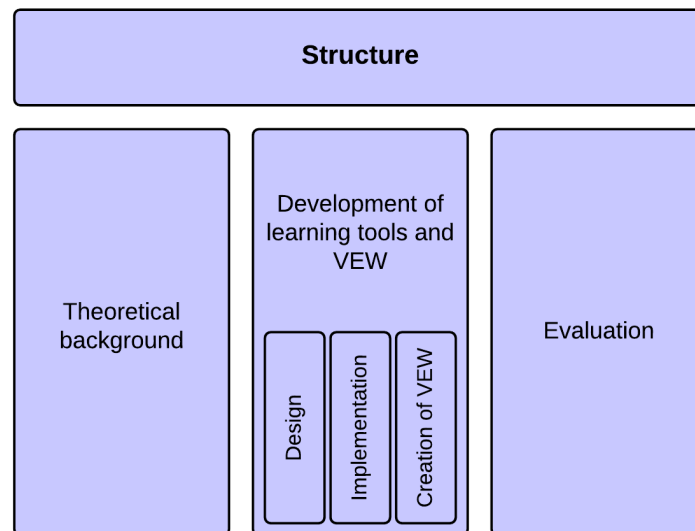 Structure
Theoretical
background
Development of
learning tools and
VEW
Design
Implementation
Creation of VEW
Evaluation